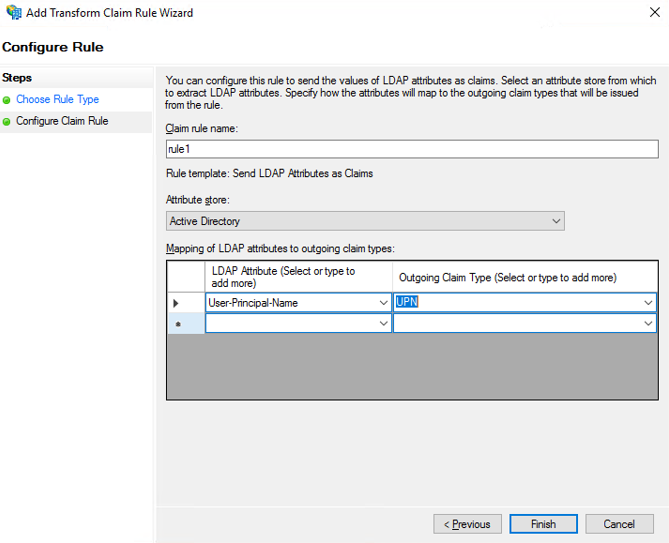 Add Transform Claim Rule Wizard
Configure Rule
Steps
Choose Rule Type
Configure Claim Rule
You can configure this rule to send the values of LDAP attributes as claims. Select an attribute store from which
to extract LDAP attributes. Specify how the attributes will map to the outgoing claim types that will be issued
from the rule.
Claim rule name:
rule1
Rule template: Send LDAP Attributes as Claims
Attribute store:
Active Directory
Mapping of LDAP attributes to outgoing claim types:
LDAP Attribute (Select or type to
add more)
Outgoing Claim Type (Select or type to add more)
User-Principal-Name
UPN
< Previous
Finish
Cancel